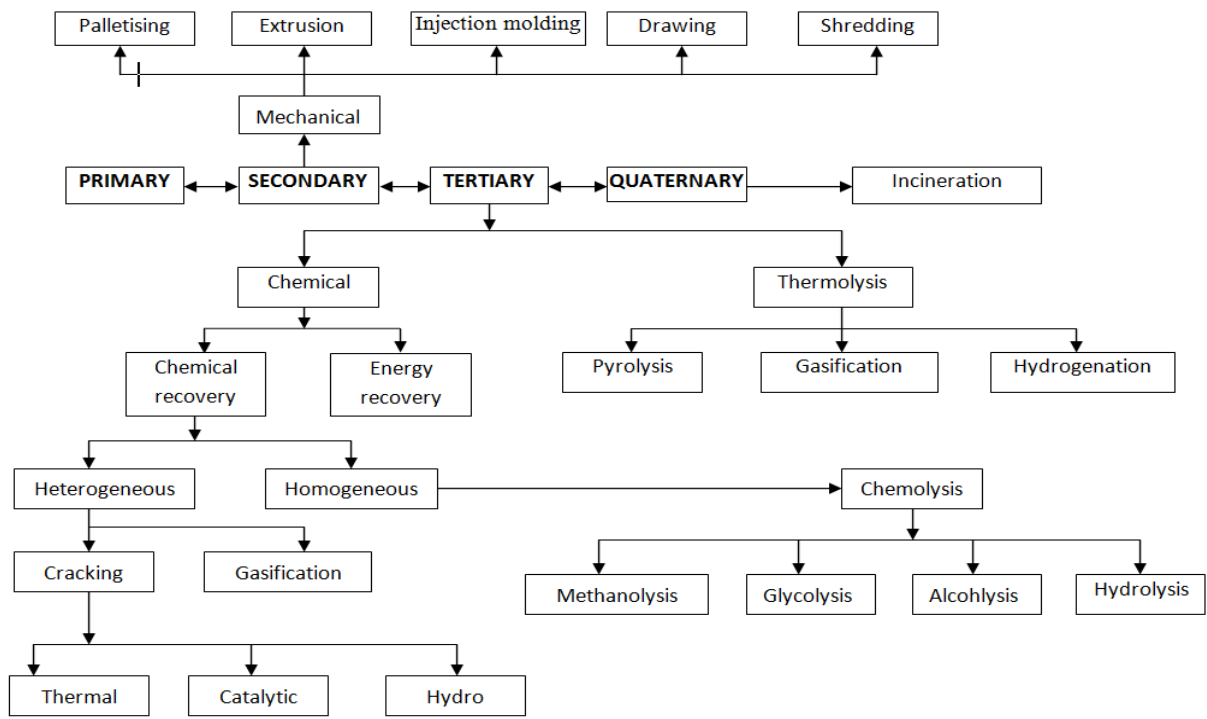 Palletising
Extrusion
Injection molding
Drawing
Shredding
Mechanical
PRIMARY
SECONDARY
TERTIARY
QUATERNARY
Incineration
Chemical
Thermolysis
Chemical
recovery
Energy
recovery
Pyrolysis
Gasification
Hydrogenation
Heterogeneous
Homogeneous
Chemolysis
Cracking
Gasification
Methanolysis
Glycolysis
Alcohlysis
Hydrolysis
Thermal
Catalytic
Hydro